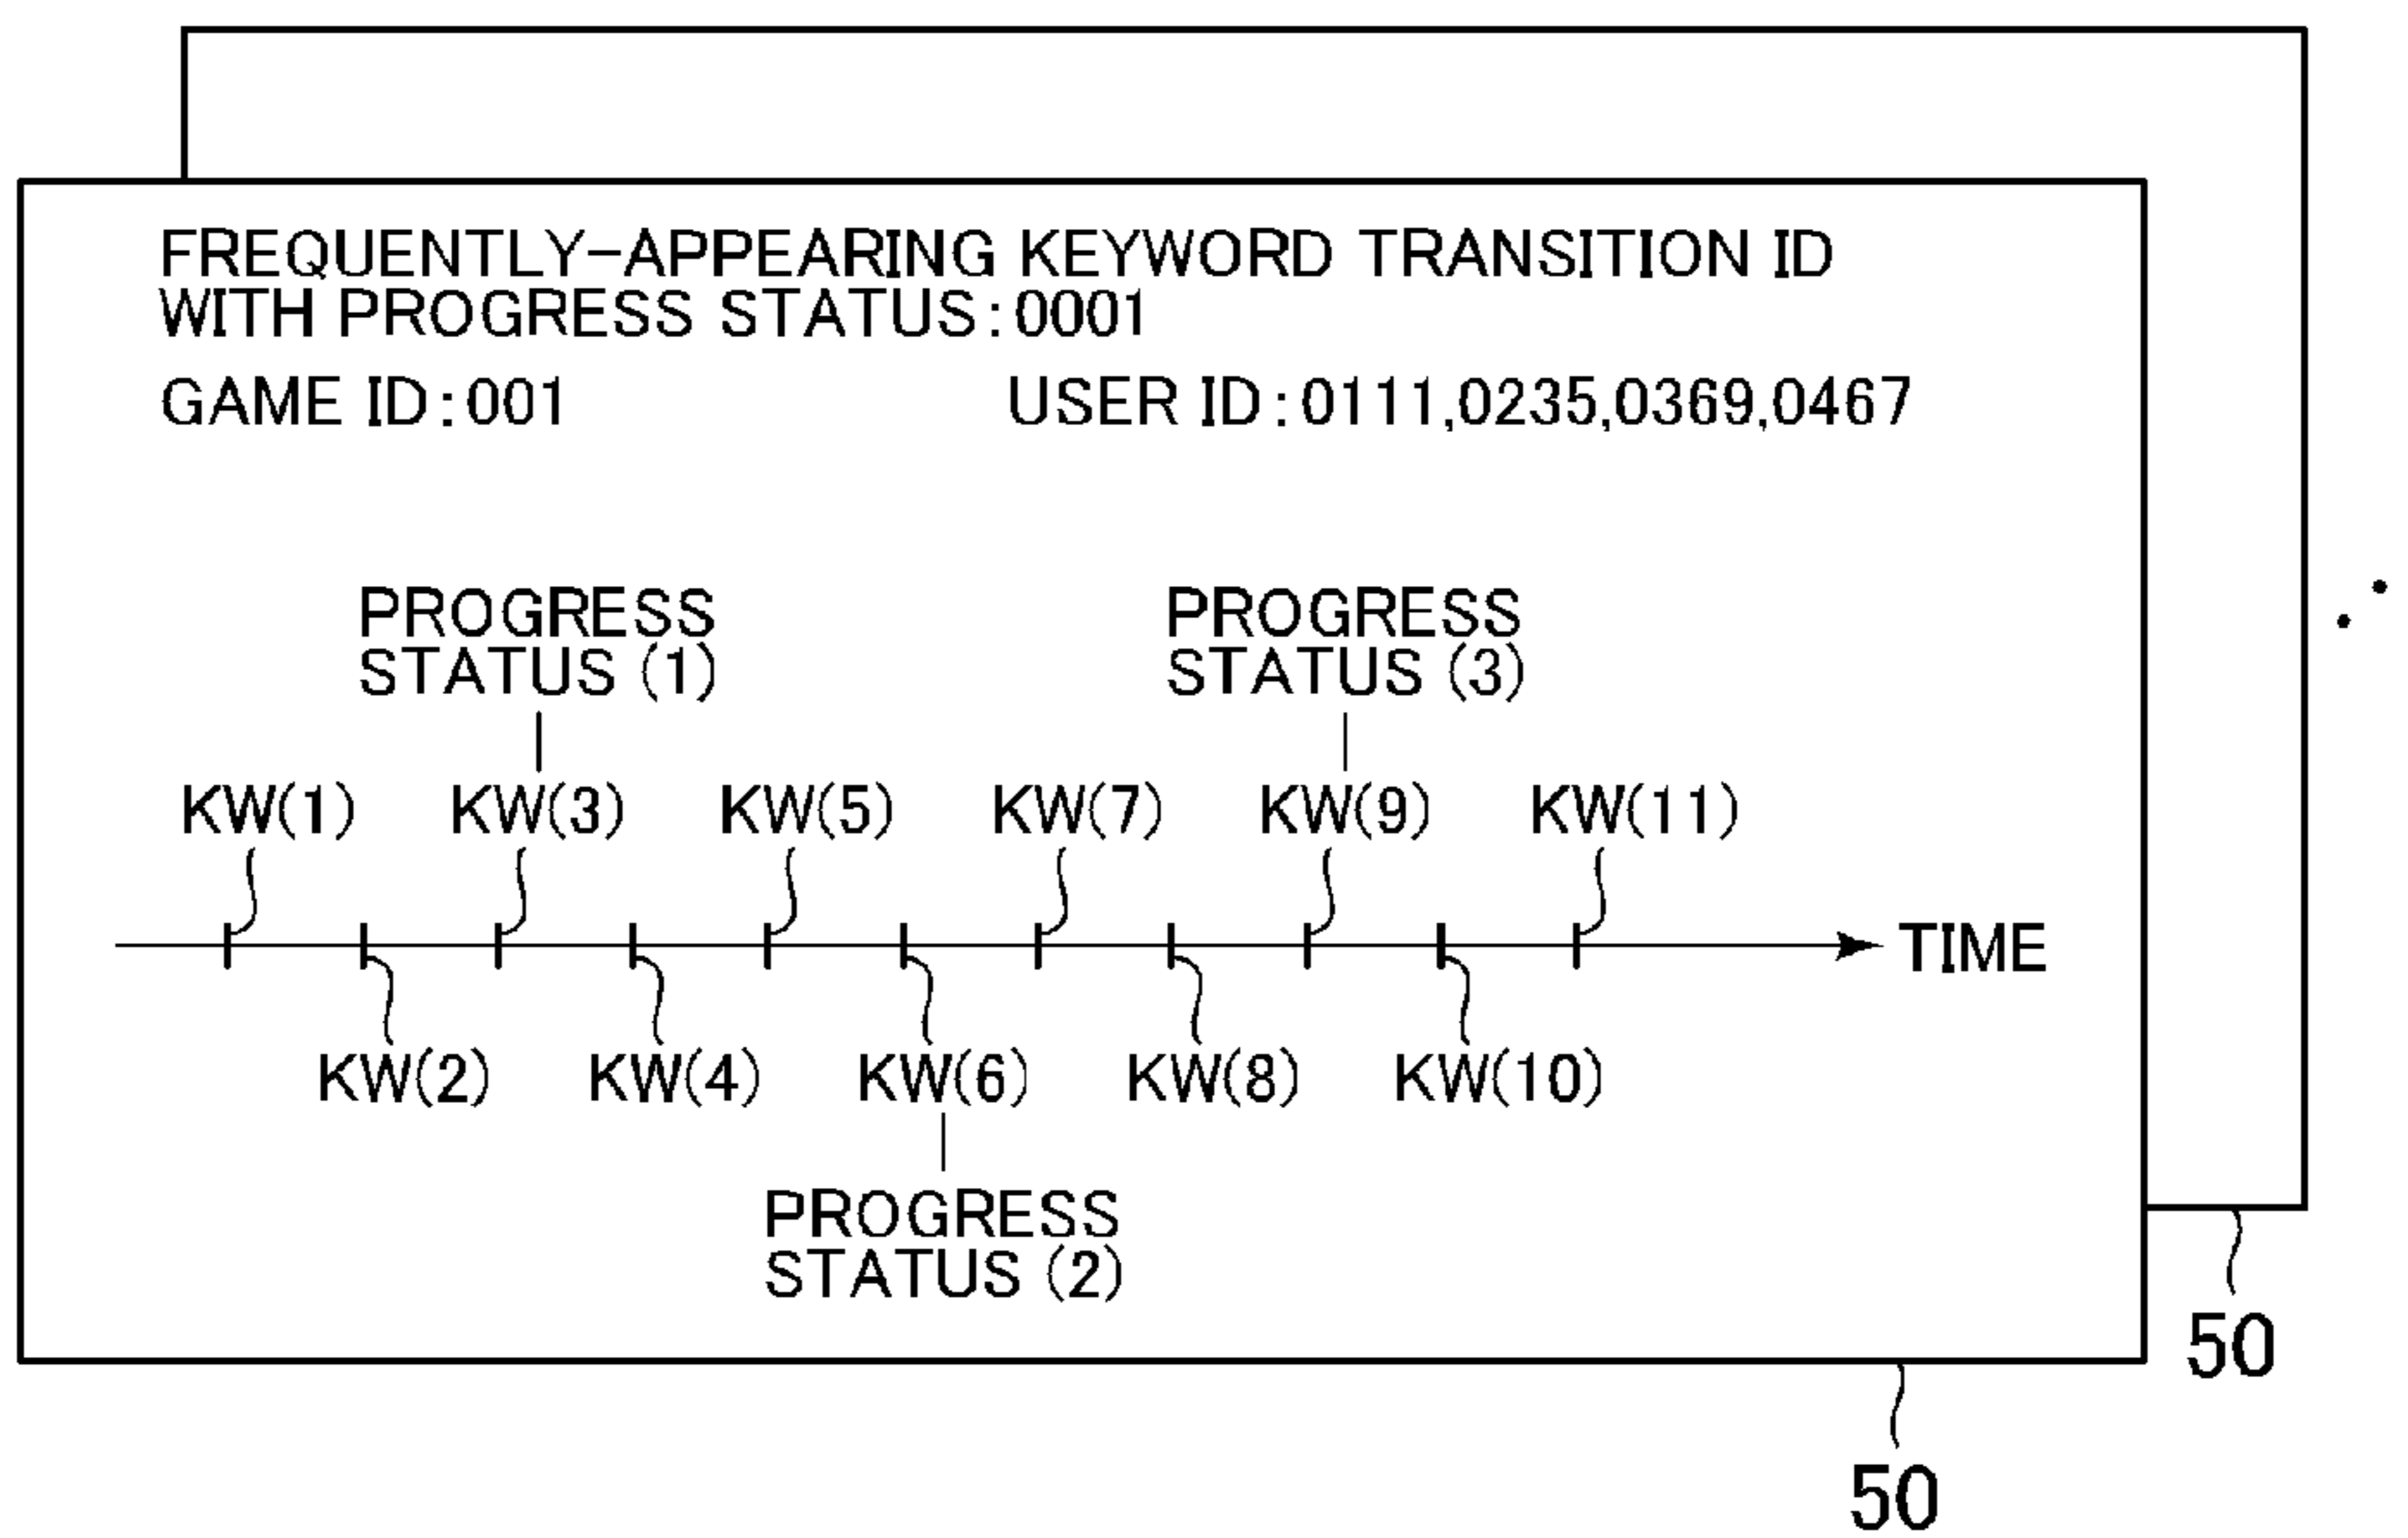 FREQUENTLY-APPEARING KEYWORD TRANSITION ID
WITH PROGRESS STATUS:0001
GAME ID:001
USER ID:0111,0235,0369,0467
PROGRESS
STATUS (1)
PROGRESS
STATUS (3)
KW(1)
KW(3)
KW(5)
KW(7)
KW(9)
KW(11)
TIME
KW(2)
KW(4)
KW(6)
KW(8)
KW(10)
PROGRESS
STATUS (2)
50
50